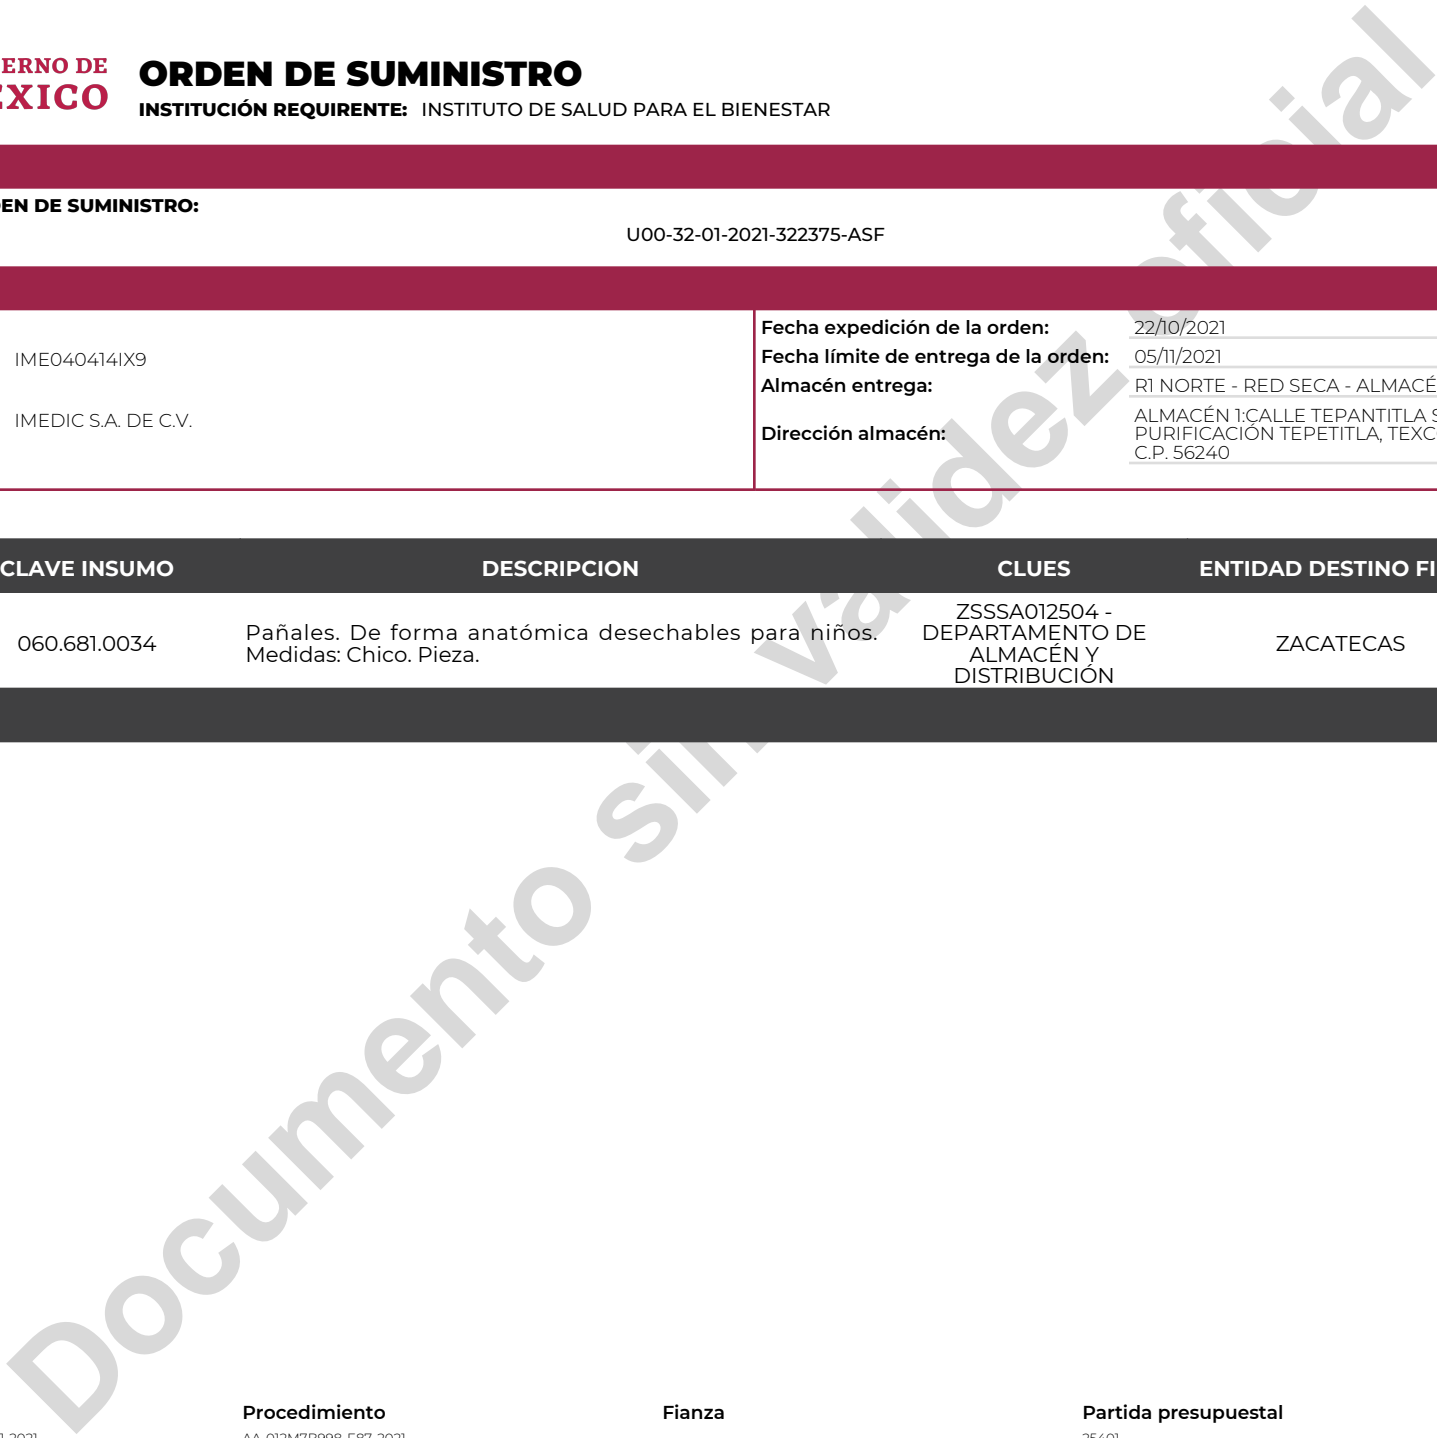 ERNO DE
EXICO
ORDEN DE SUMINISTRO
INSTITUCIÓN REQUIRENTE: INSTITUTO DE SALUD PARA EL BIENESTAR
EN DE SUMINISTRO:
U00-32-01-2021-322375-ASF
IME040414IX9
IMEDIC S.A. DE C.V.
Fecha expedición de la orden: 22/10/2021
Fecha límite de entrega de la orden: 05/11/2021
Almacén entrega: R1 NORTE - RED SECA - ALMACÉ
Dirección almacén:
ALMACÉN 1:CALLE TEPANTITLA S
PURIFICACIÓN TEPETITLA, TEXC
C.P. 56240
CLAVE INSUMO DESCRIPCION CLUES ENTIDAD DESTINO FI
060.681.0034
Pañales. De forma anatómica desechables para niños.
Medidas: Chico. Pieza.
ZSSSA012504 -
DEPARTAMENTO DE
ALMACÉN Y
DISTRIBUCIÓN
ZACATECAS
Documento sin validez oficial
Procedimiento Fianza Partida presupuestal